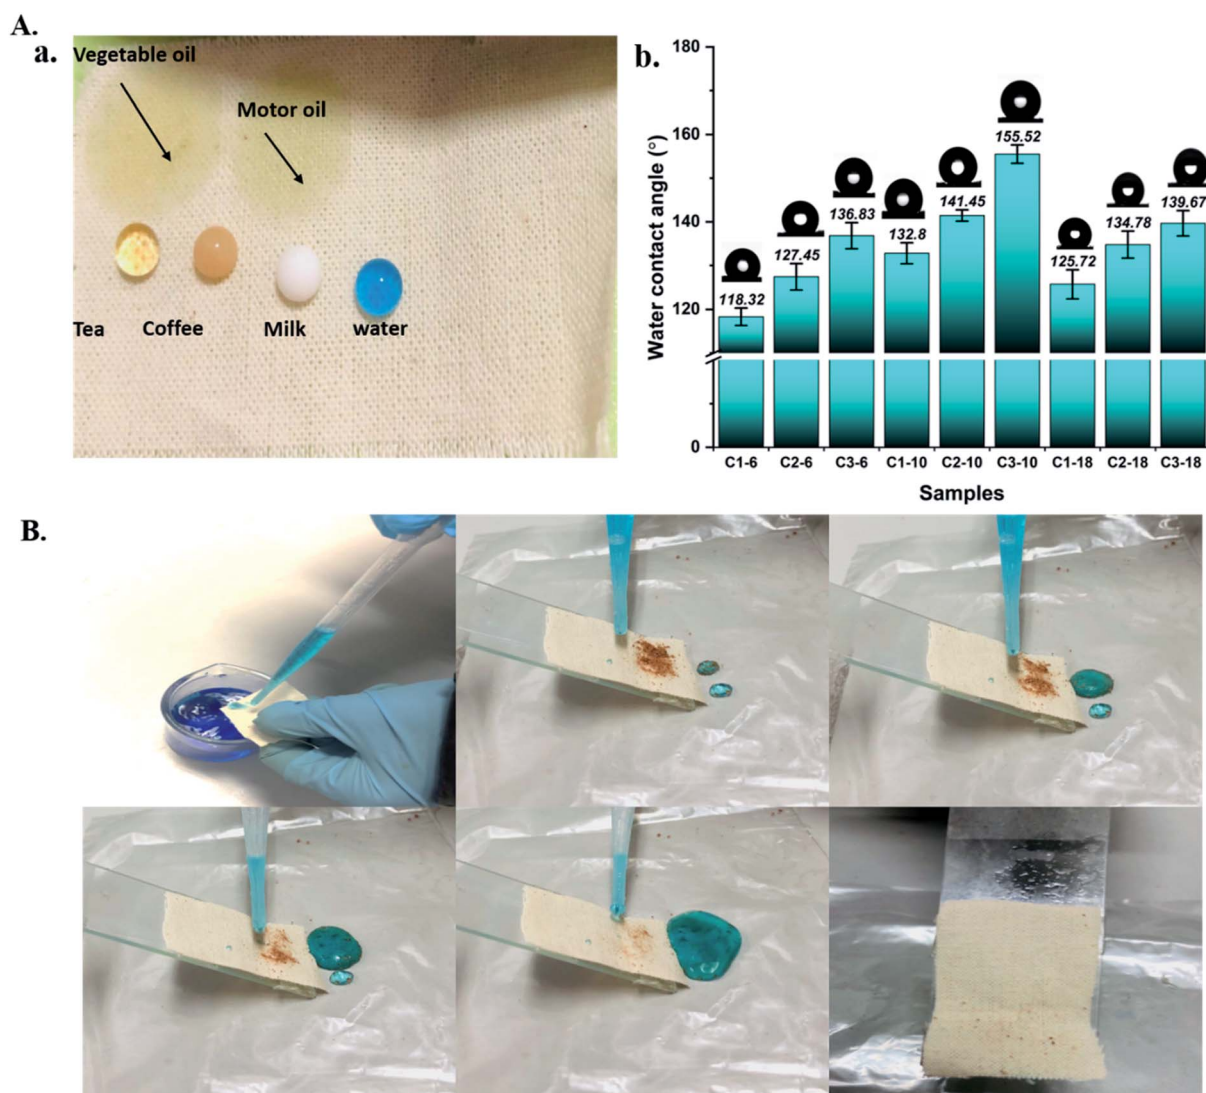 A.
a.
Vegetable oil
Motor oil
Tea
Coffee
Milk
water
b.
Water contact angle (°)
180
160
140
120
0
118.32
127.45
136.83
132.8
141.45
155.52
125.72
134.78
139.67
C1-6
C2-6
C3-6
C1-10
C2-10
C3-10
C1-18
C2-18
C3-18
Samples
B.